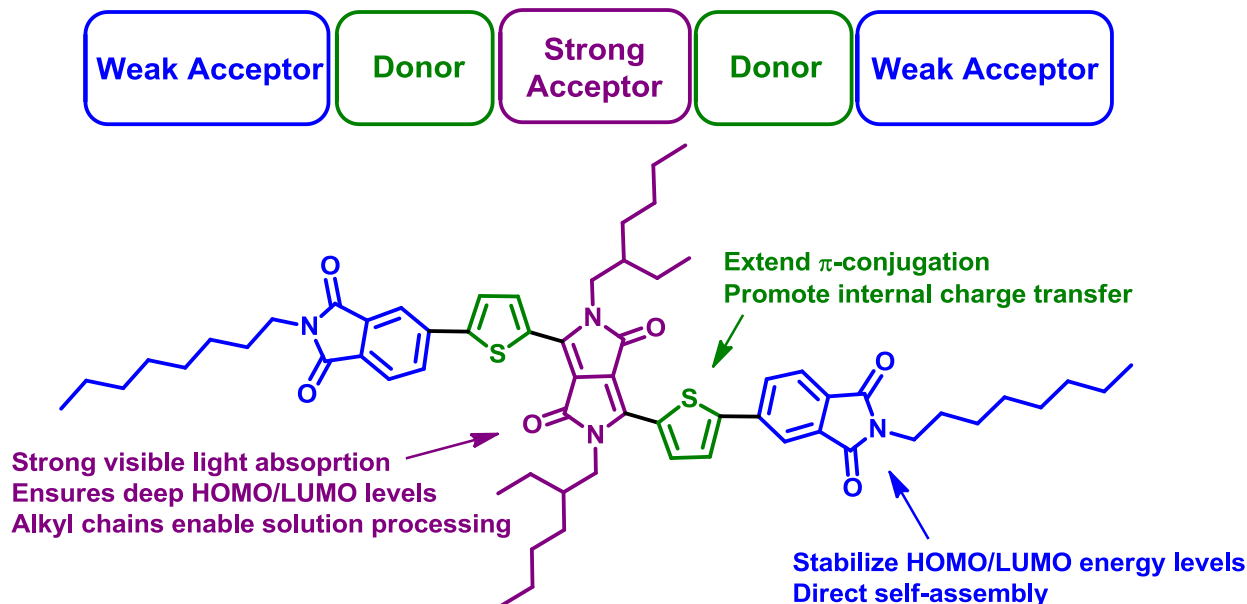 Weak Acceptor
Donor
Strong
Acceptor
Donor
Weak Acceptor
Extend π-conjugation
Promote internal charge transfer
O
N
O
S
N
O
O
N
S
O
N
O
Strong visible light absoprtion
Ensures deep HOMO/LUMO levels
Alkyl chains enable solution processing
Stabilize HOMO/LUMO energy levels
Direct self-assembly